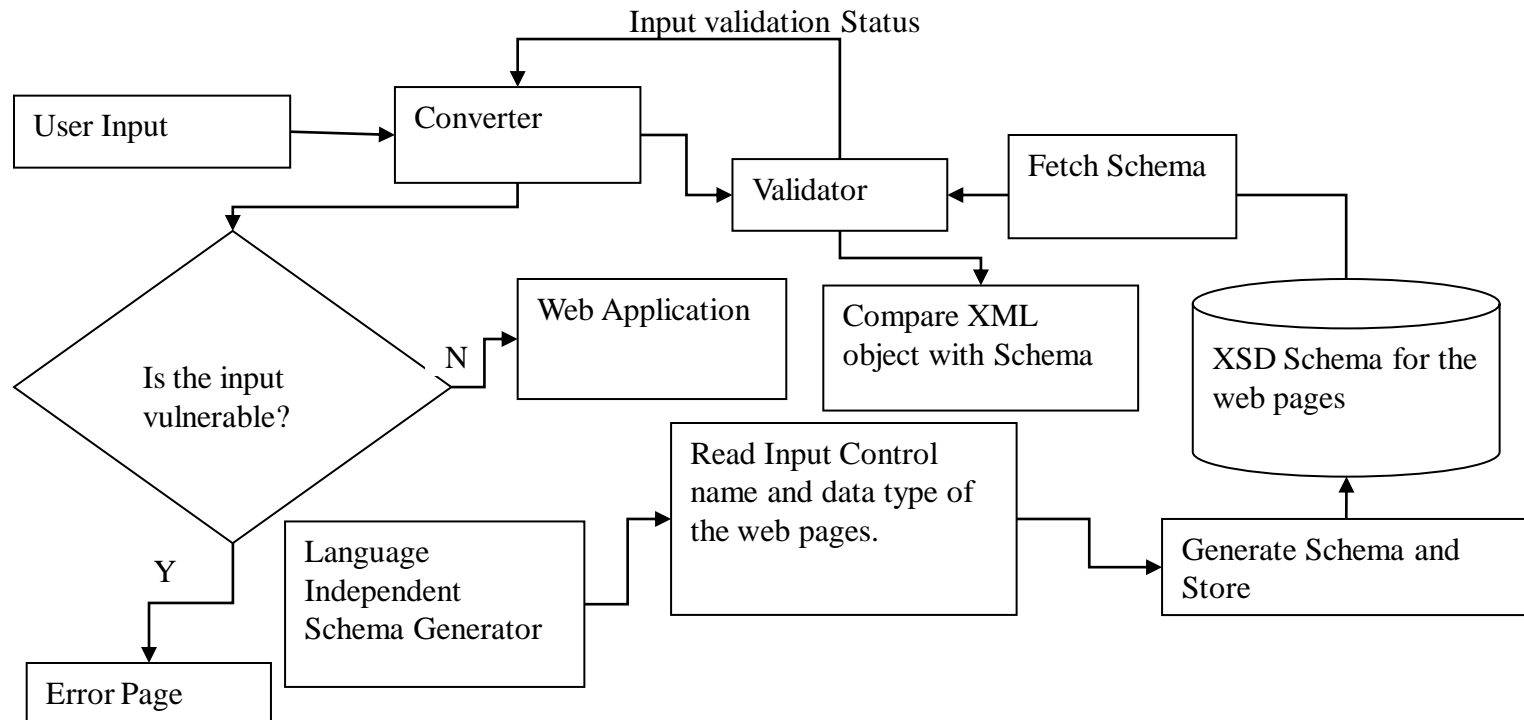 Input validation Status
User Input
Converter
Validator
Fetch Schema
Web Application
Compare XML
object with Schema
XSD Schema for the
web pages
N
Is the input
vulnerable?
Read Input Control
name and data type of
the web pages.
Language
Independent
Schema Generator
Generate Schema and
Store
Y
Error Page